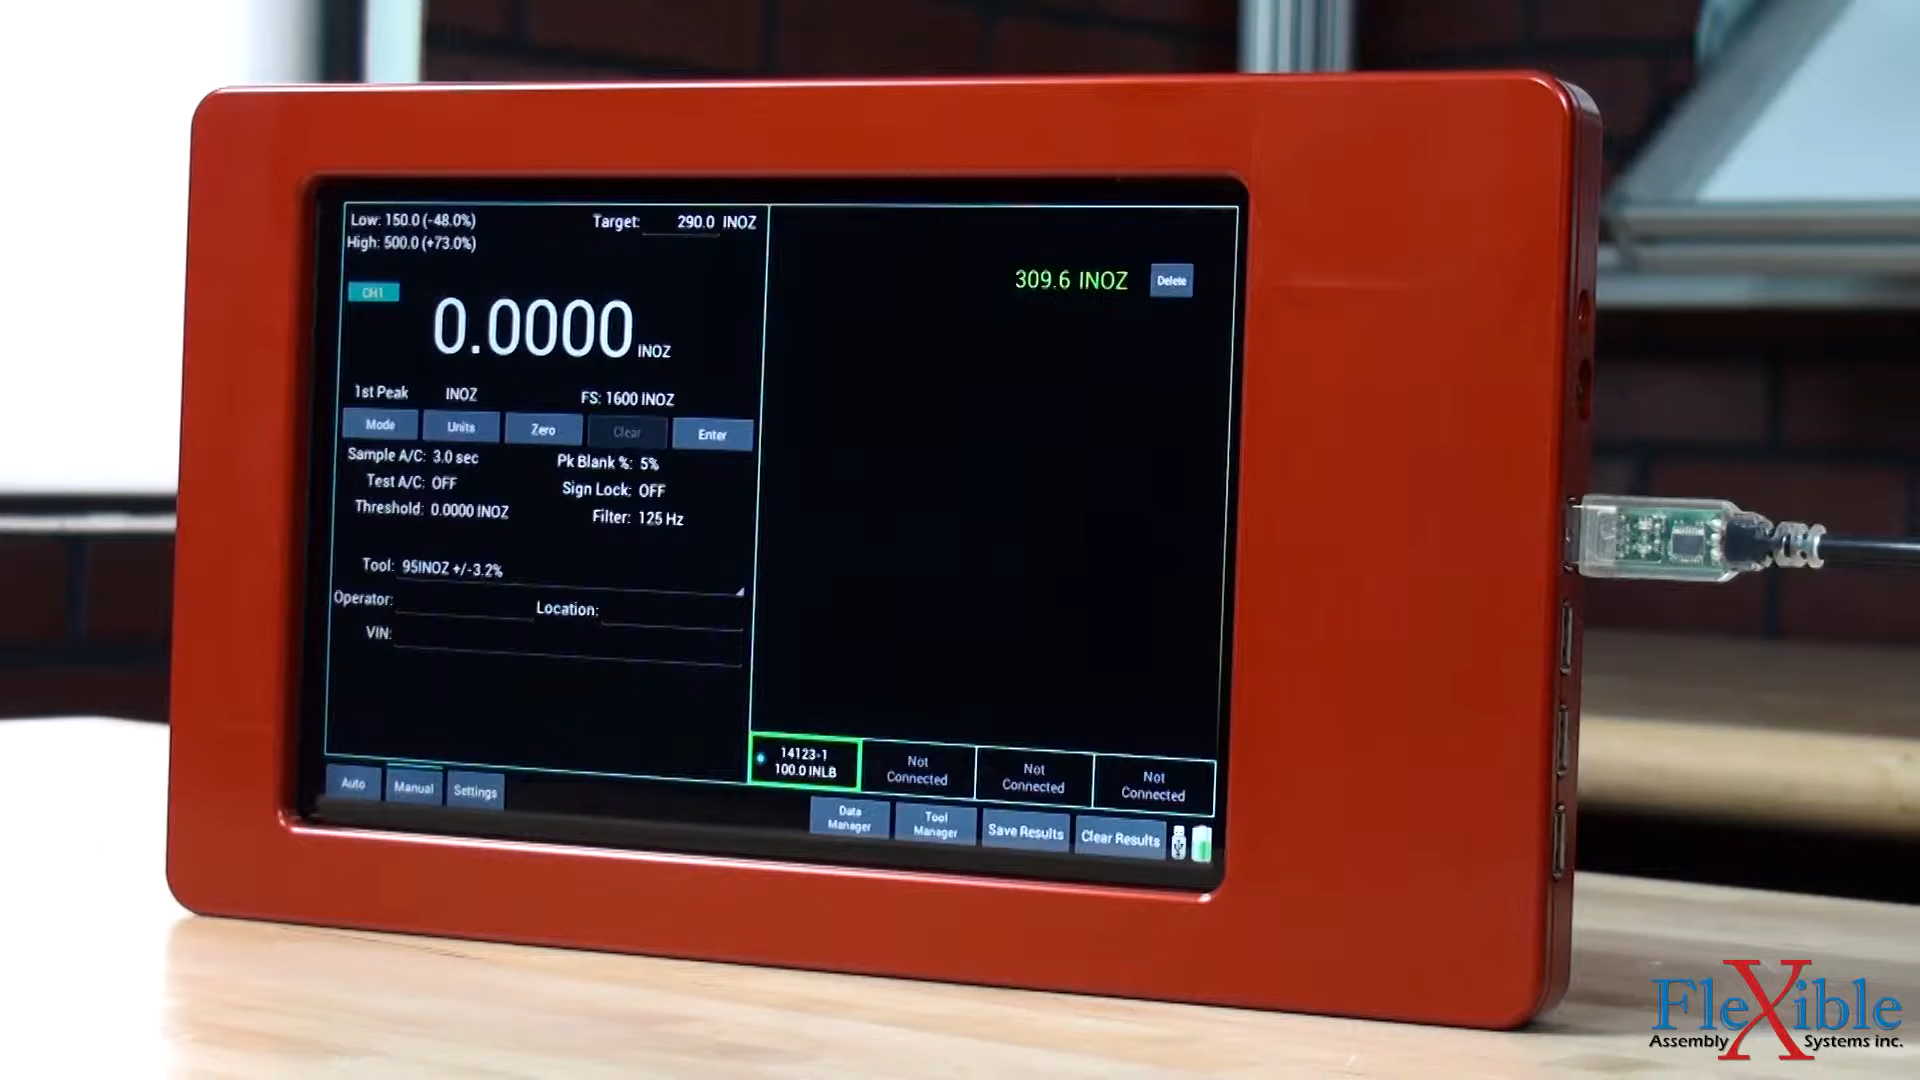 Low: 150.0 (-48.0%)
Target: 290.0 INOZ
High: 500.0 (+73.0%)
309.6 INOZ
Delete
CH1
0.0000 INOZ
1st Peak INOZ FS: 1600 INOZ
Mode Units Zero Clear Enter
Sample A/C: 3.0 sec Pk Blank %: 5%
Test A/C: OFF Sign Lock: OFF
Threshold: 0.0000 INOZ Filter: 125 Hz
Tool: 95INOZ +/-3.2%
Operator: Location:
VIN:
14123-1
100.0 INLB
Not
Connected
Not
Connected
Not
Connected
Auto Manual Settings
Data
Manager
Tool
Manager
Save Results
Clear Results
FleXible
Assembly Systems inc.